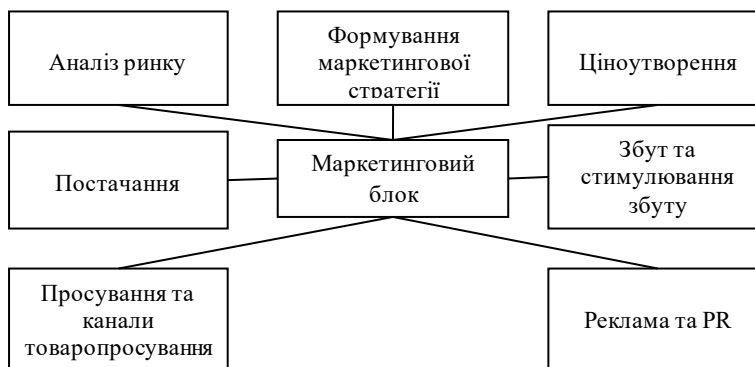 Аналіз ринку
Формування
маркетингової
стратегії
Ціноутворення
Постачання
Маркетинговий
блок
Збут та
стимулювання
збуту
Просування та
канали
товаропросування
Реклама та PR